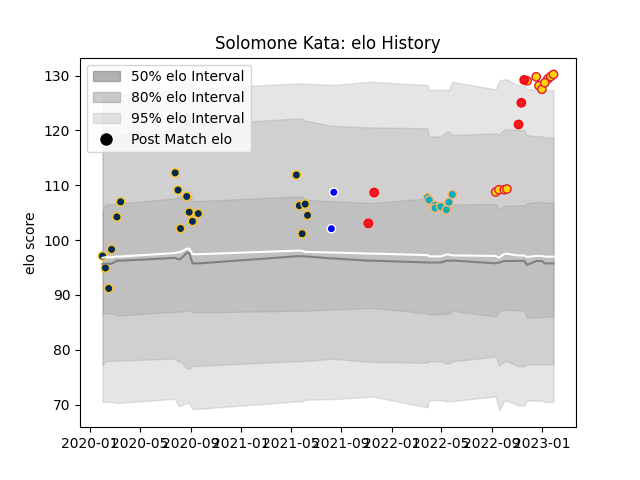 Solomone Kata: elo History
50% elo Interval
80% elo Interval
95% elo Interval
Post Match elo
elo score
130
120
110
100
90
80
70
2020-01 2020-05 2020-09 2021-01 2021-05 2021-09 2022-01 2022-05 2022-09 2023-01